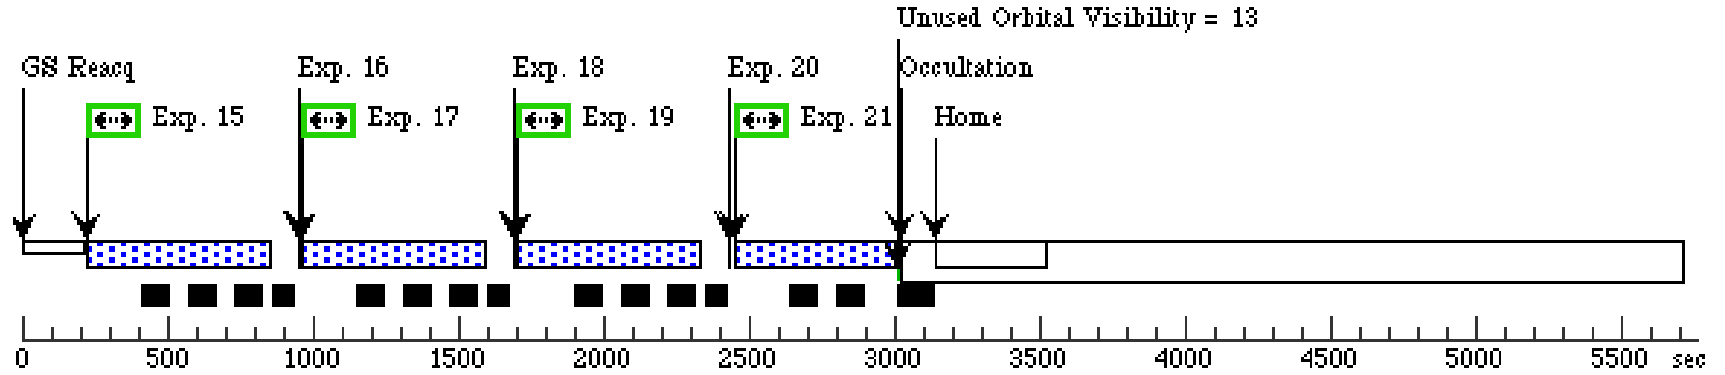 Unused Orbital Visibility = 13
GS Reacq Exp. 16 Exp. 18 Exp. 20 Occultation
Exp. 15 Exp. 17 Exp. 19 Exp. 21 Home
0 500 1000 1500 2000 2500 3000 3500 4000 4500 5000 5500 sec